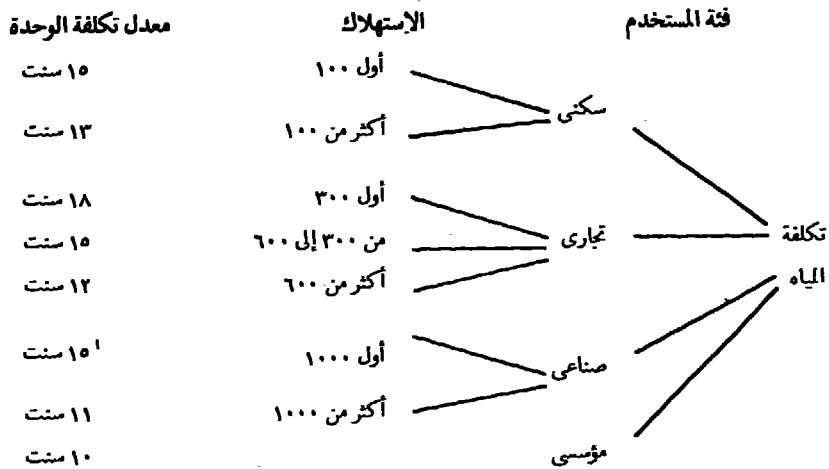 فئة المستخدم الإستهلاك معدل تكلفة الوحدة
أول ١٠٠ ١٥ سنت
سكنى
أكثر من ١٠٠ ١٣ سنت
أول ٣٠٠ ١٨ سنت
تكلفة تجارى من ٣٠٠ إلى ٦٠٠ ١٥ سنت
المياه أكثر من ٦٠٠ ١٢ سنت
أول ١٠٠٠ ١٥ سنت
صناعى
أكثر من ١٠٠٠ ١١ سنت
مؤسسى ١٠ سنت